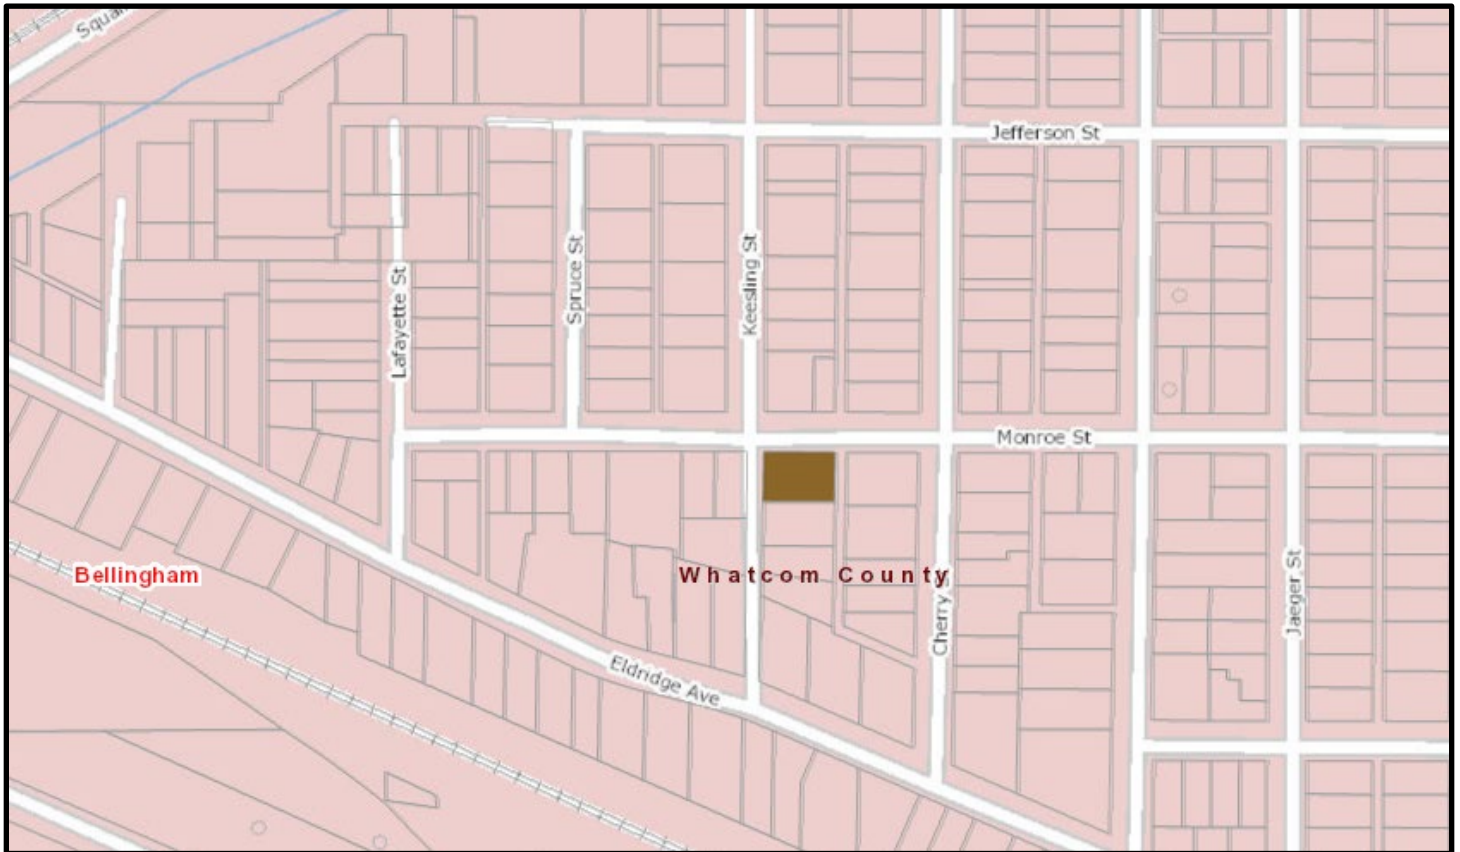 Jefferson St
Spruce St
Keesling St
Lafayette St
Monroe St
Bellingham
Whatcom County
Cherry
Jaeger St
Eldridge Ave